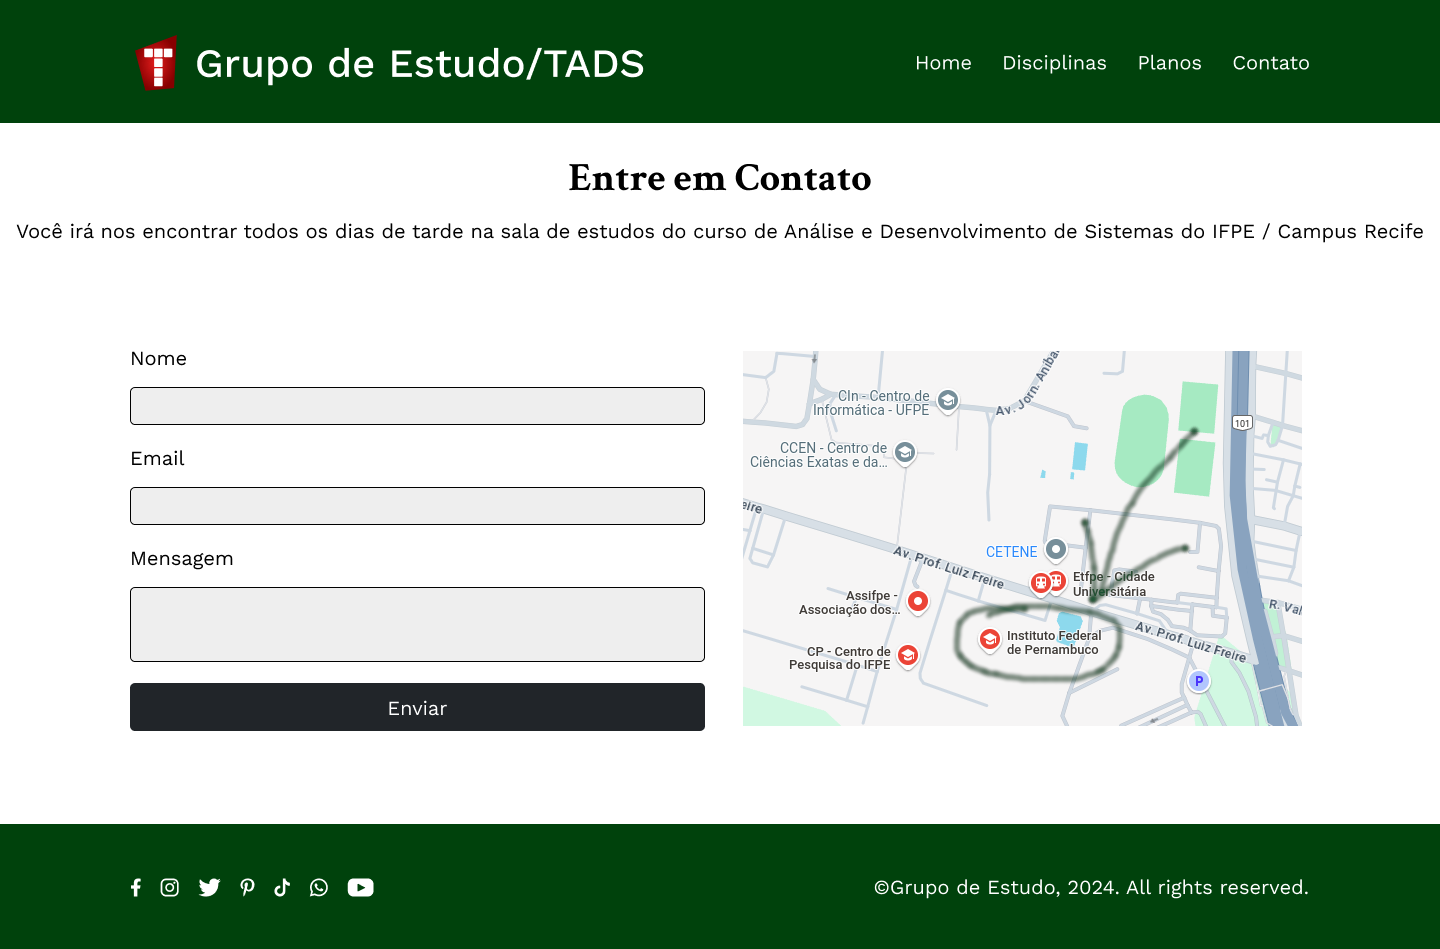 Grupo de Estudo/TADS
Home Disciplinas Planos Contato
Entre em Contato
Você irá nos encontrar todos os dias de tarde na sala de estudos do curso de Análise e Desenvolvimento de Sistemas do IFPE / Campus Recife
Nome
Email
Mensagem
Enviar
CIn - Centro de
Informática - UFPE
Av. Jorn. Aníba
101
CCEN - Centro de
Ciências Exatas e da...
eire
CETENE
Av. Prof. Luiz Freire
Etfpe - Cidade
Universitária
Assifpe -
Associação dos...
R. Val
Instituto Federal
de Pernambuco
Av. Prof. Luiz Freire
CP - Centro de
Pesquisa do IFPE
P
©Grupo de Estudo, 2024. All rights reserved.